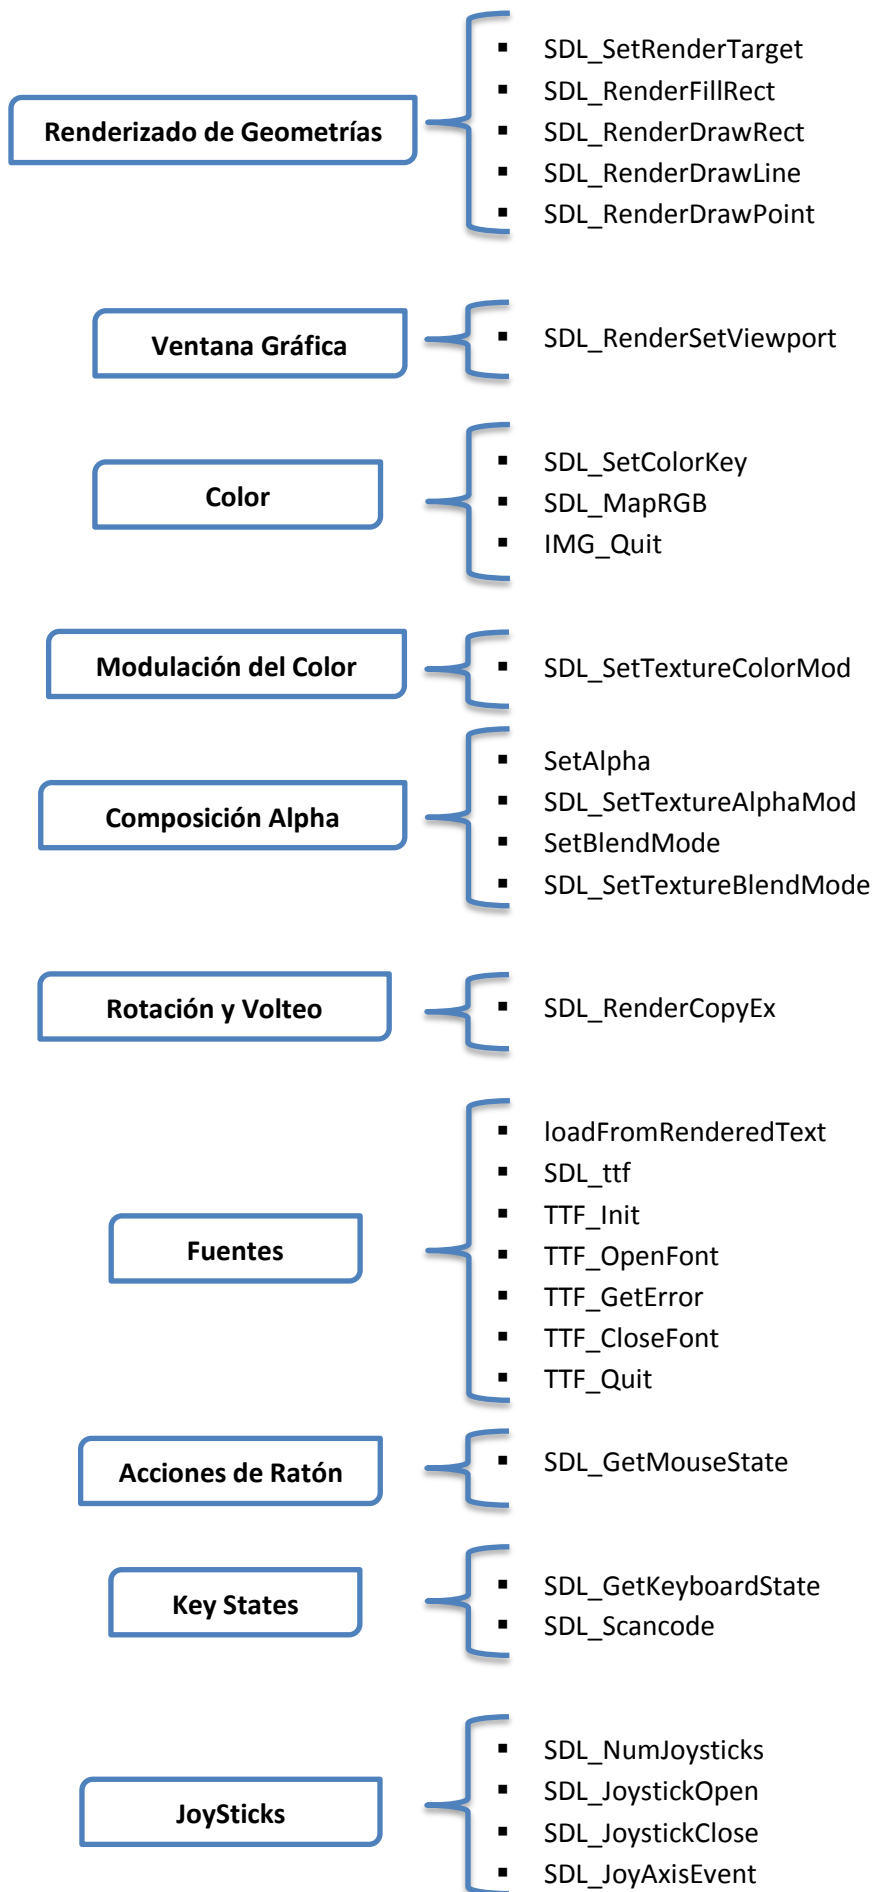 Renderizado de Geometrías
▪ SDL_SetRenderTarget
▪ SDL_RenderFillRect
▪ SDL_RenderDrawRect
▪ SDL_RenderDrawLine
▪ SDL_RenderDrawPoint
Ventana Gráfica
▪ SDL_RenderSetViewport
Color
▪ SDL_SetColorKey
▪ SDL_MapRGB
▪ IMG_Quit
Modulación del Color
▪ SDL_SetTextureColorMod
Composición Alpha
▪ SetAlpha
▪ SDL_SetTextureAlphaMod
▪ SetBlendMode
▪ SDL_SetTextureBlendMode
Rotación y Volteo
▪ SDL_RenderCopyEx
Fuentes
▪ loadFromRenderedText
▪ SDL_ttf
▪ TTF_Init
▪ TTF_OpenFont
▪ TTF_GetError
▪ TTF_CloseFont
▪ TTF_Quit
Acciones de Ratón
▪ SDL_GetMouseState
Key States
▪ SDL_GetKeyboardState
▪ SDL_Scancode
JoySticks
▪ SDL_NumJoysticks
▪ SDL_JoystickOpen
▪ SDL_JoystickClose
▪ SDL_JoyAxisEvent